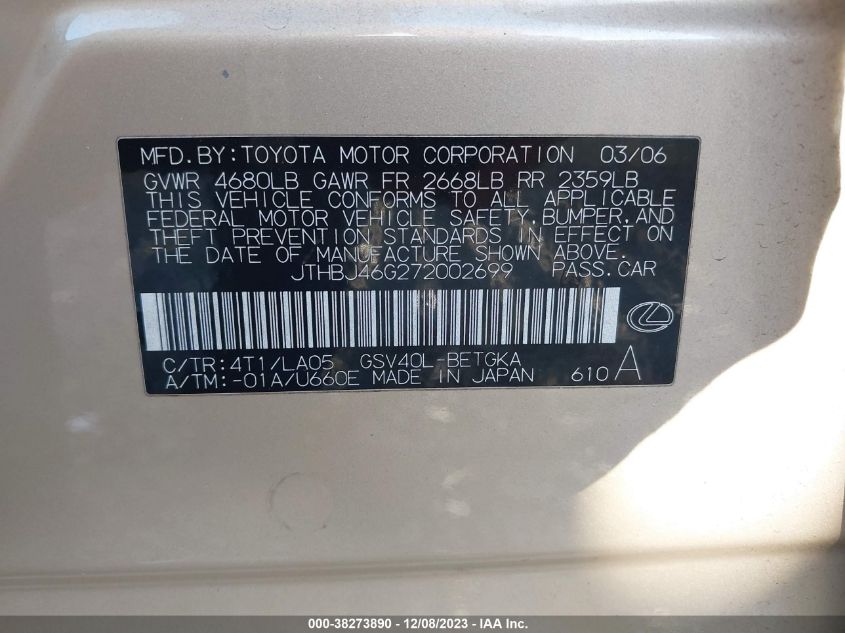 MFD.BY:TOYOTA MOTOR CORPORATION 03/06
GVWR 4680LB GAWR FR 2668LB RR 2359LB
THIS VEHICLE CONFORMS TO ALL APPLICABLE
FEDERAL MOTOR VEHICLE SAFETY,BUMPER,AND
THEFT PREVENTION STANDARDS IN EFFECT ON
THE DATE OF MANUFACTURE SHOWN ABOVE.
JTHBJ46G272002699 PASS.CAR
C/TR:4T1/LA05 GSV40L-BETGKA
A/TM:-01A/U660E MADE IN JAPAN 610 A
000-38273890 - 12/08/2023 - IAA Inc.